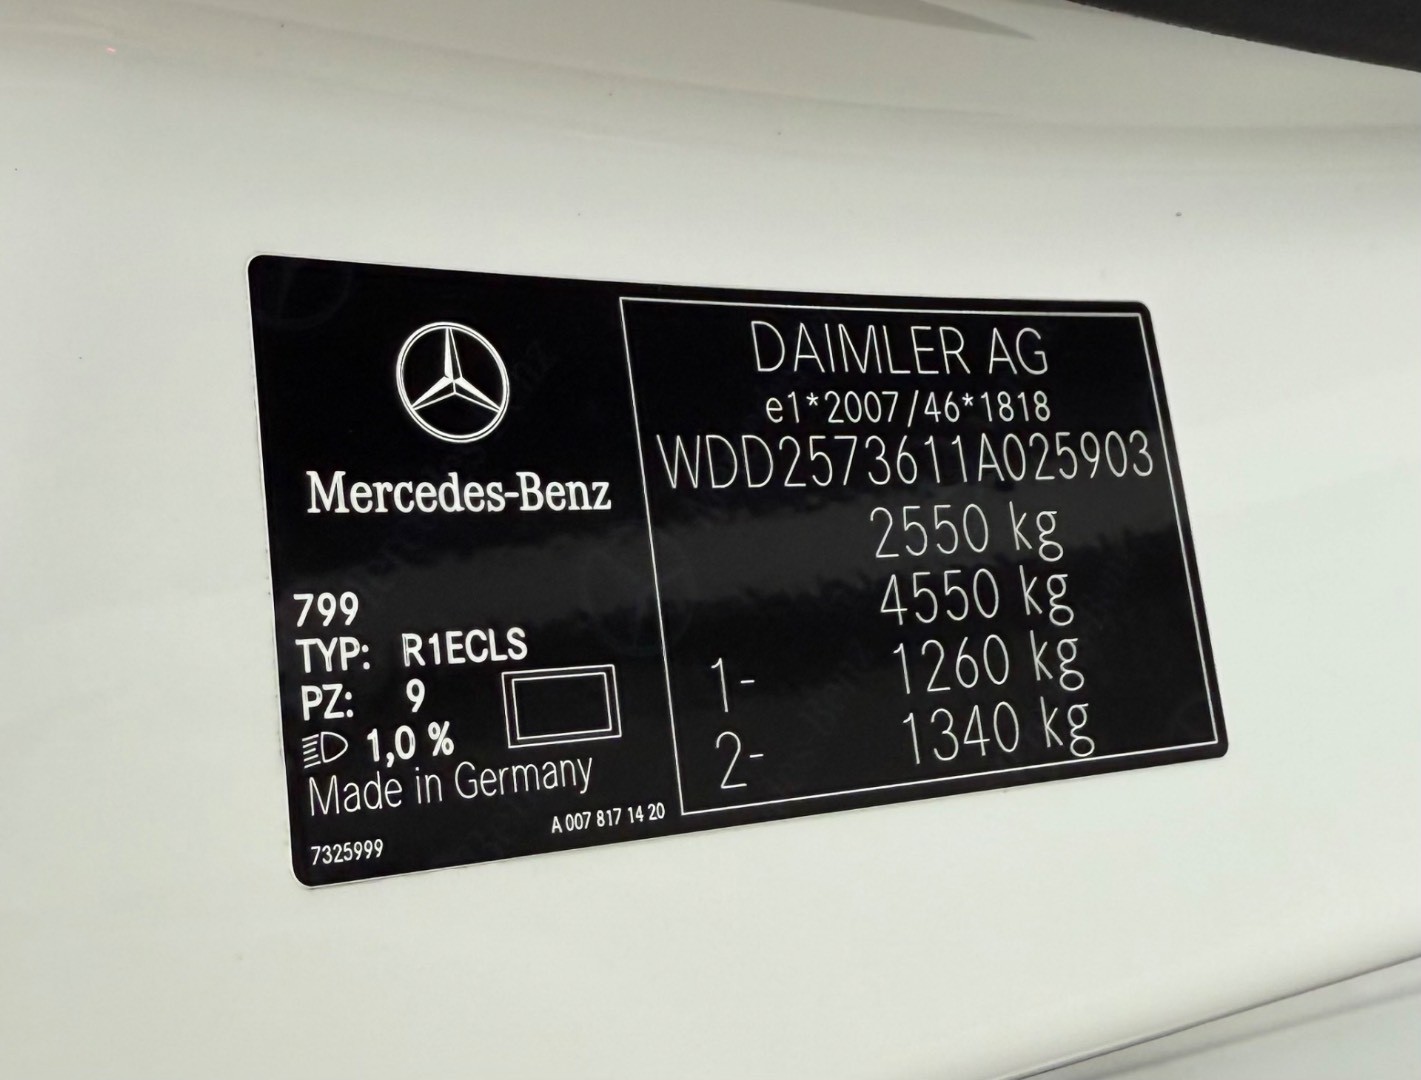 Mercedes-Benz
799
TYP: R1ECLS
PZ: 9
1,0 %
Made in Germany
7325999
A 007 817 14 20
DAIMLER AG
e1*2007/46*1818
WDD2573611A025903
2550 kg
4550 kg
1- 1260 kg
2- 1340 kg